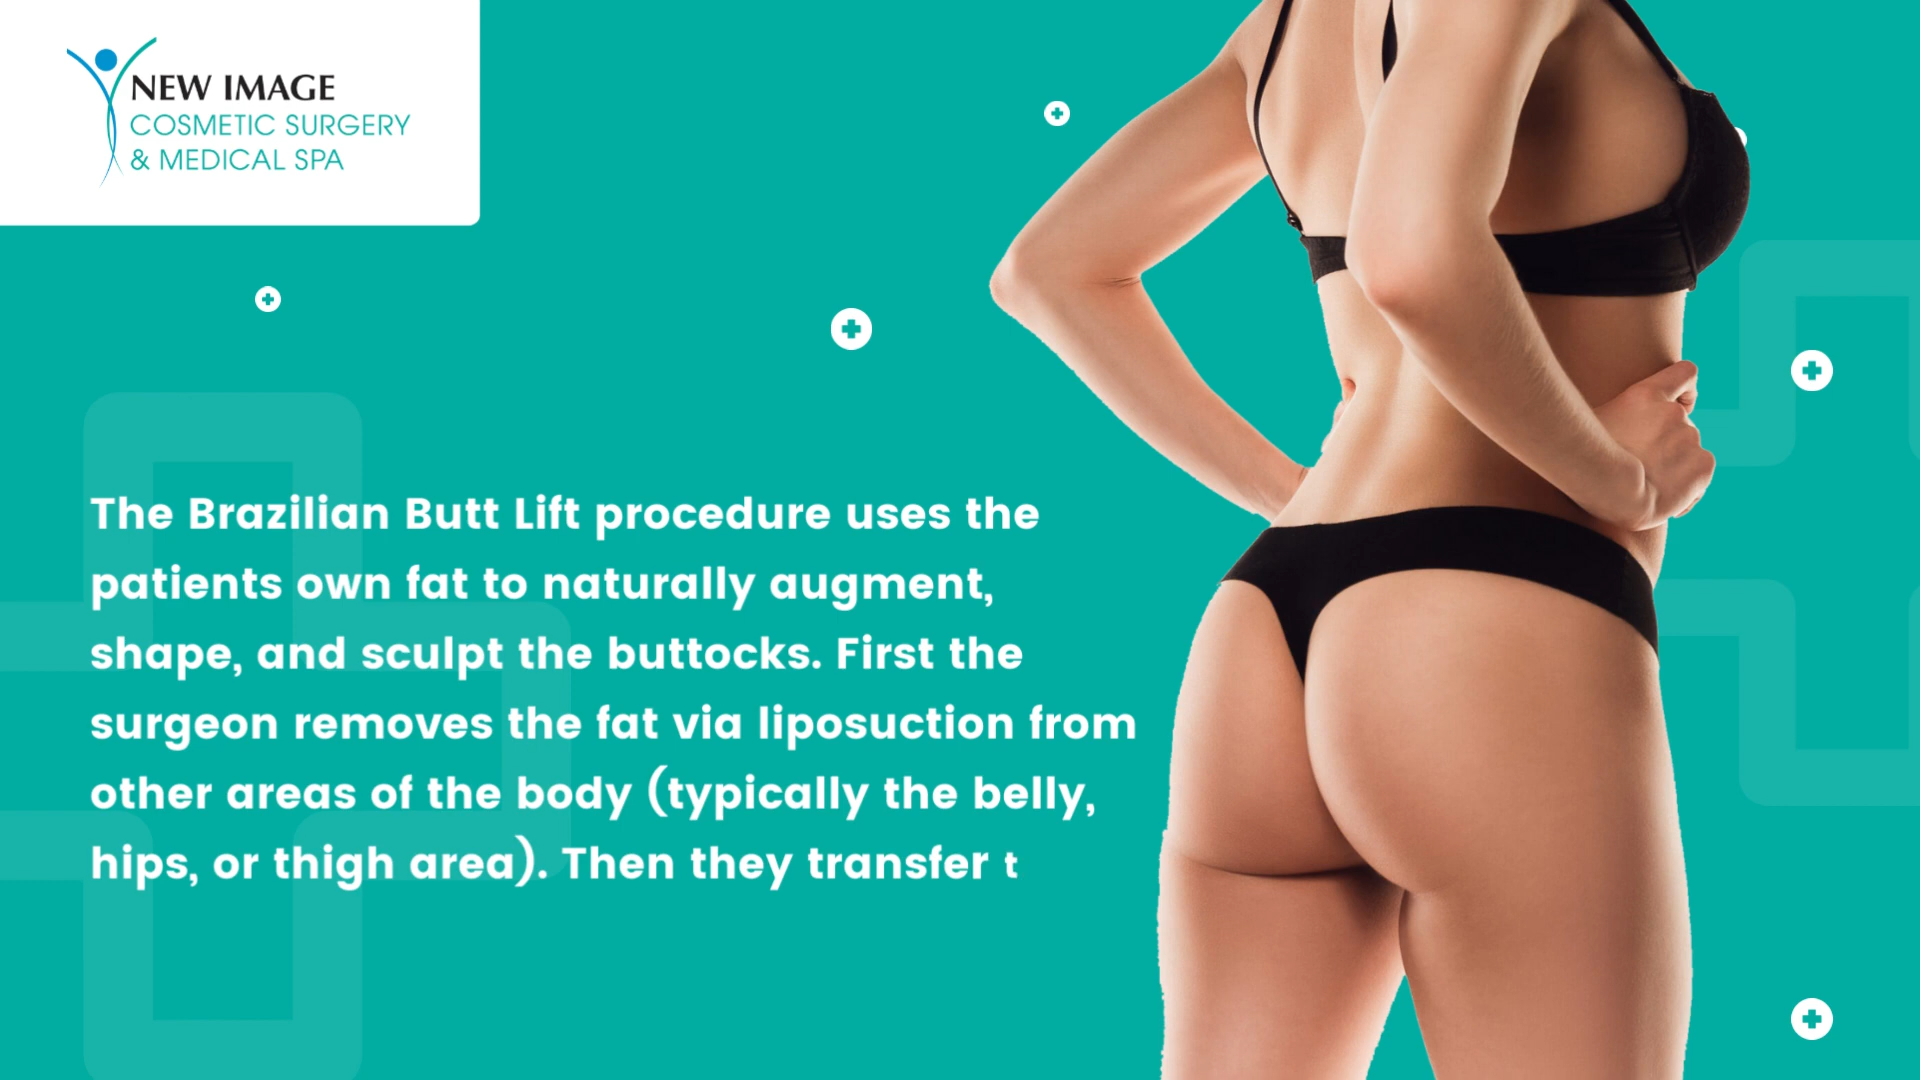 NEW IMAGE
COSMETIC SURGERY
& MEDICAL SPA
The Brazilian Butt Lift procedure uses the
patients own fat to naturally augment,
shape, and sculpt the buttocks. First the
surgeon removes the fat via liposuction from
other areas of the body (typically the belly,
hips, or thigh area). Then they transfer t